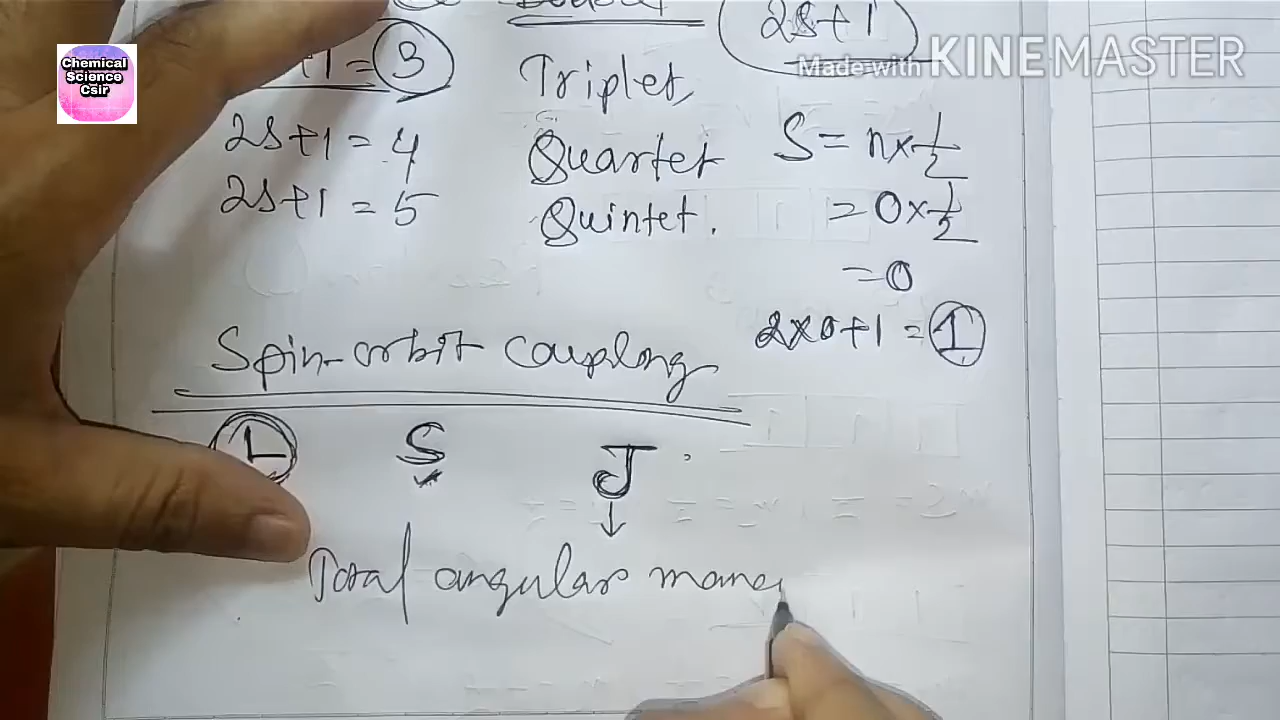 2s+1
Made with KINEMASTER
Chemical
Science
Csir
+1 = 3
Triplet,
2s+1 = 4
Quartet
S = n×1/2
2s+1 = 5
Quintet.
= 0×1/2
= 0
2×0+1 = 1
Spin-orbit Coupling
L S J
Total angular mome